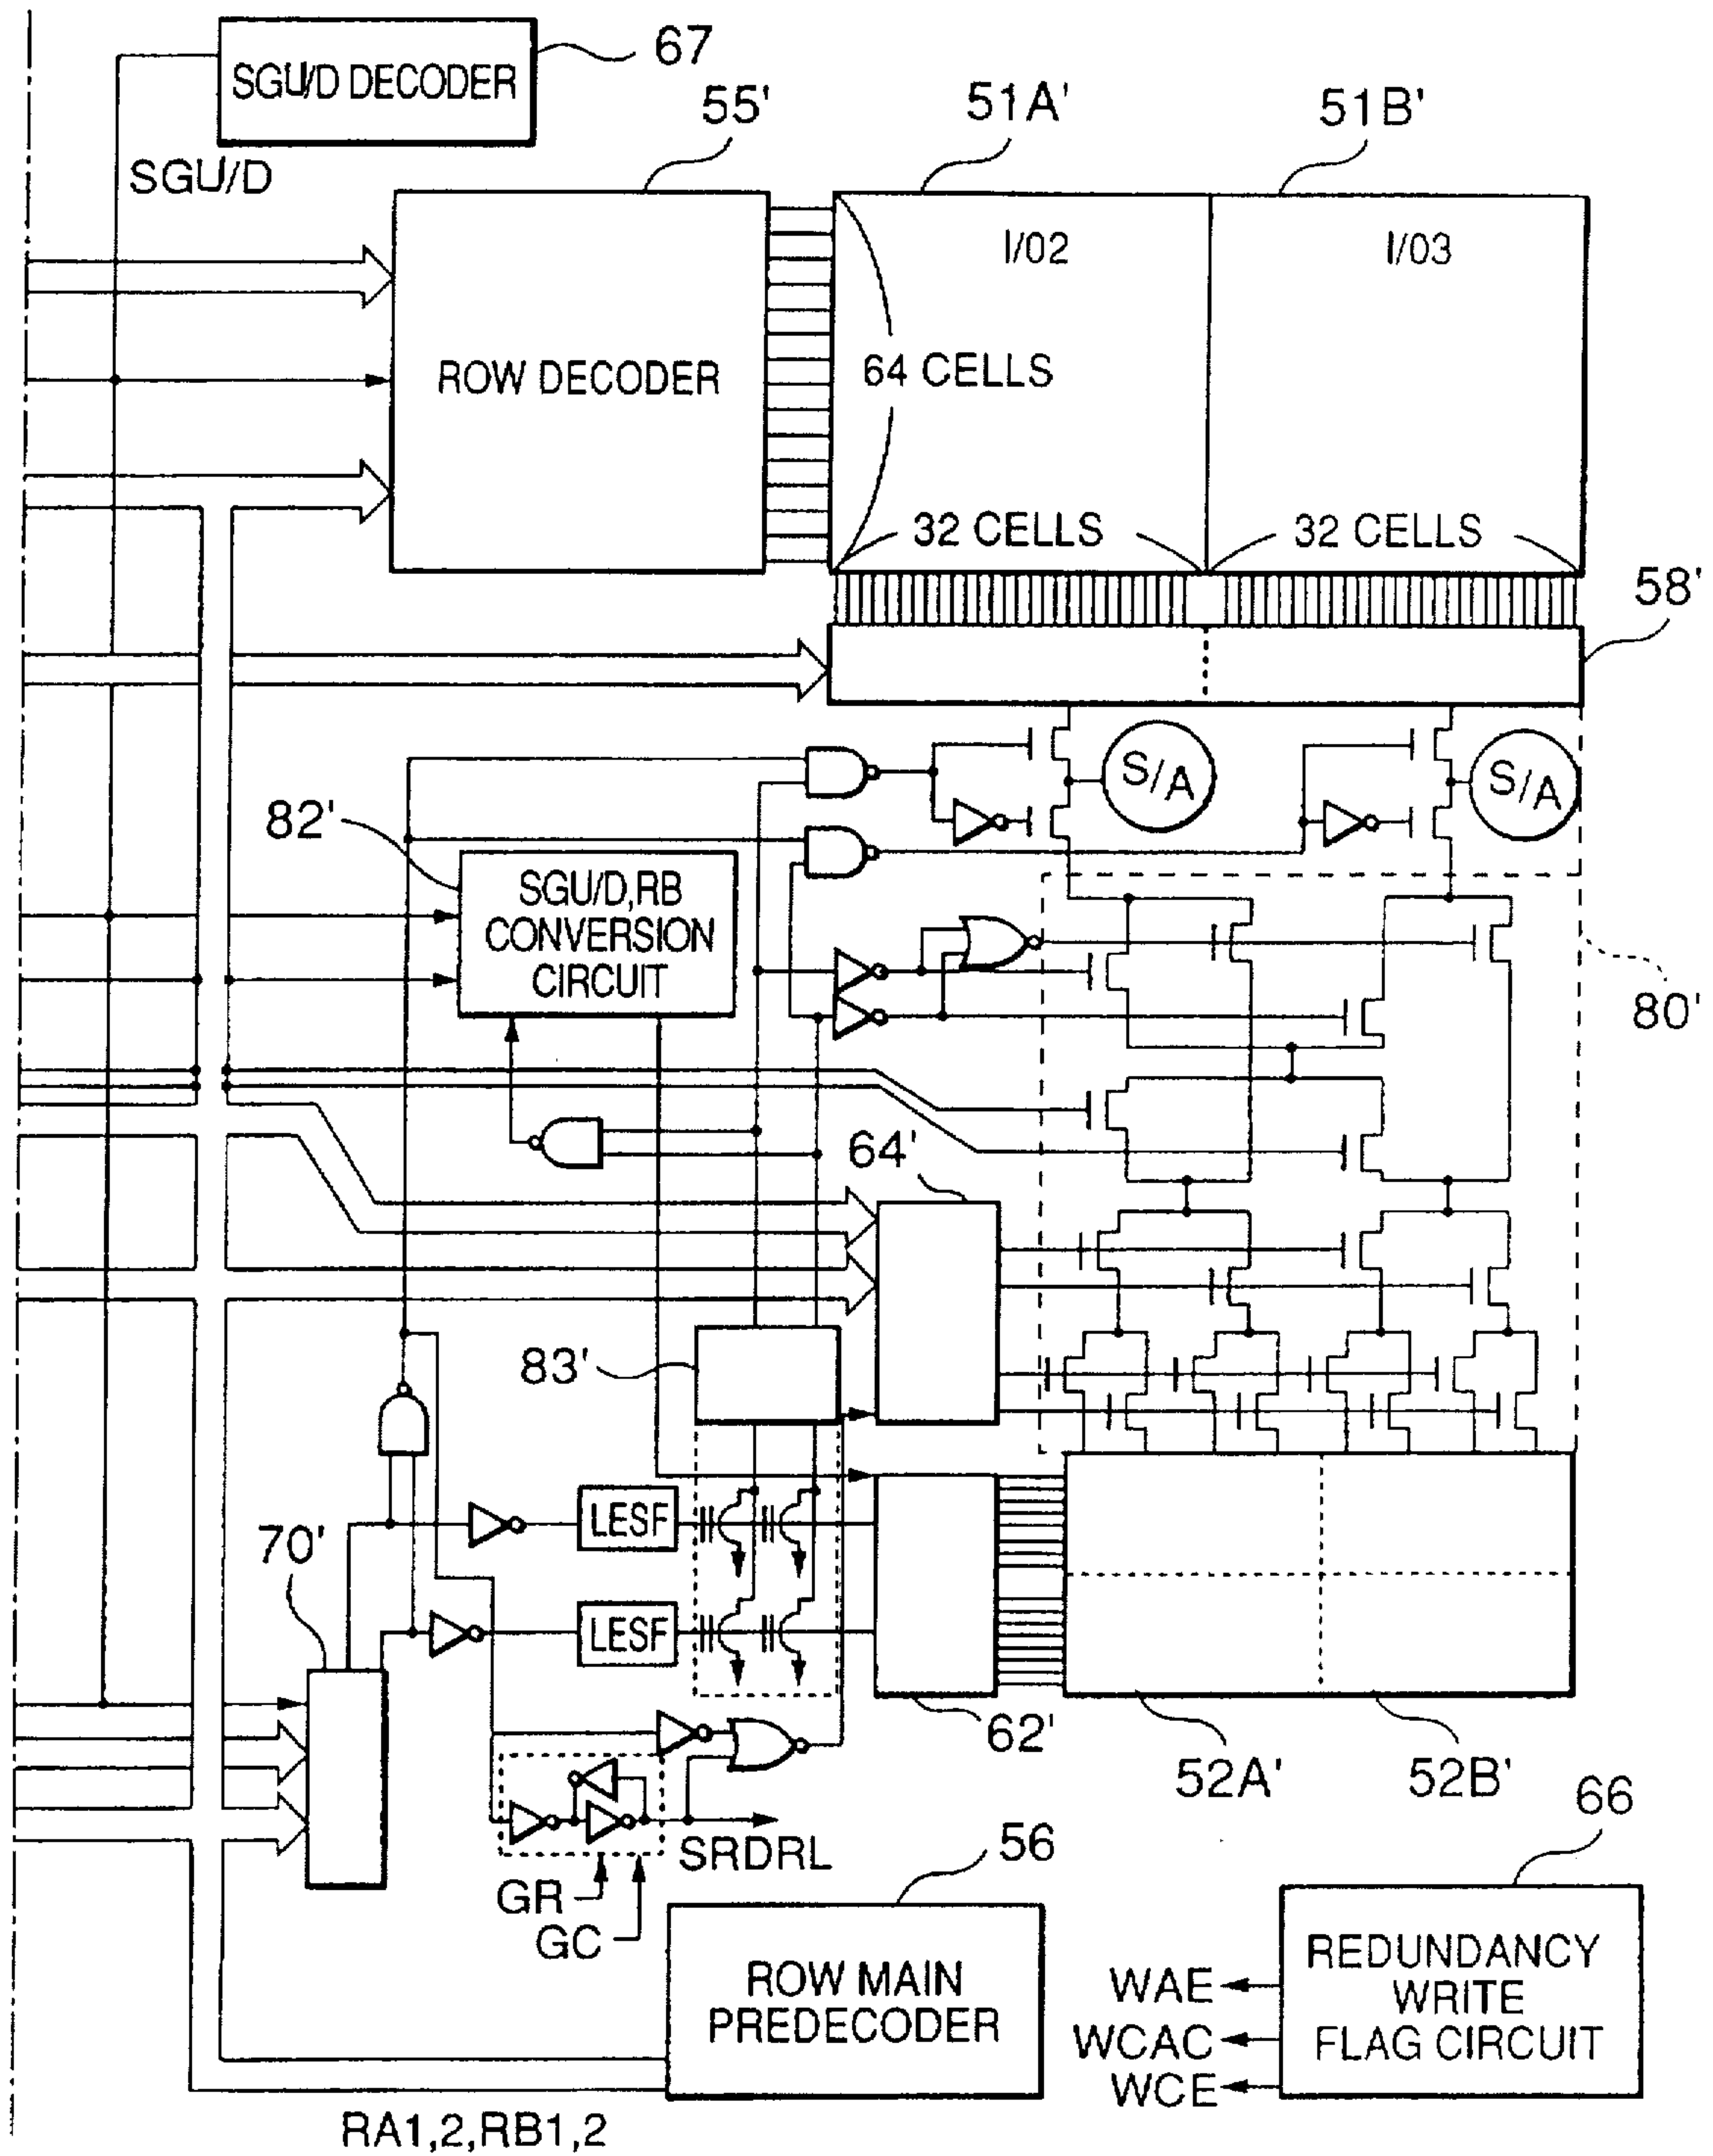 SGU/D DECODER
67
55'
51A'
51B'
SGU/D
I/02
I/03
ROW DECODER
64 CELLS
32 CELLS
32 CELLS
58'
S/A
S/A
82'
SGU/D,RB
CONVERSION
CIRCUIT
80'
64'
83'
LESF
70'
LESF
62'
52A'
52B'
SRDRL
GR
GC
56
66
ROW MAIN
PREDECODER
REDUNDANCY
WRITE
FLAG CIRCUIT
WAE
WCAC
WCE
RA1,2,RB1,2